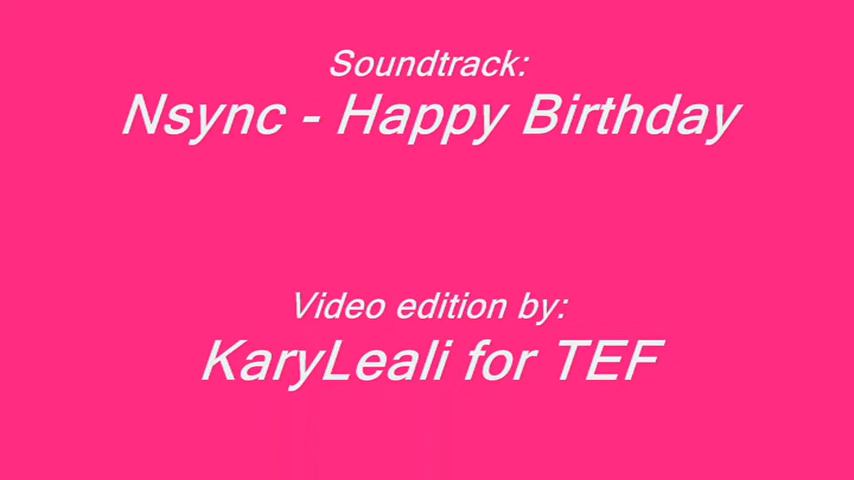 Soundtrack:
Nsync - Happy Birthday
Video edition by:
KaryLeali for TEF